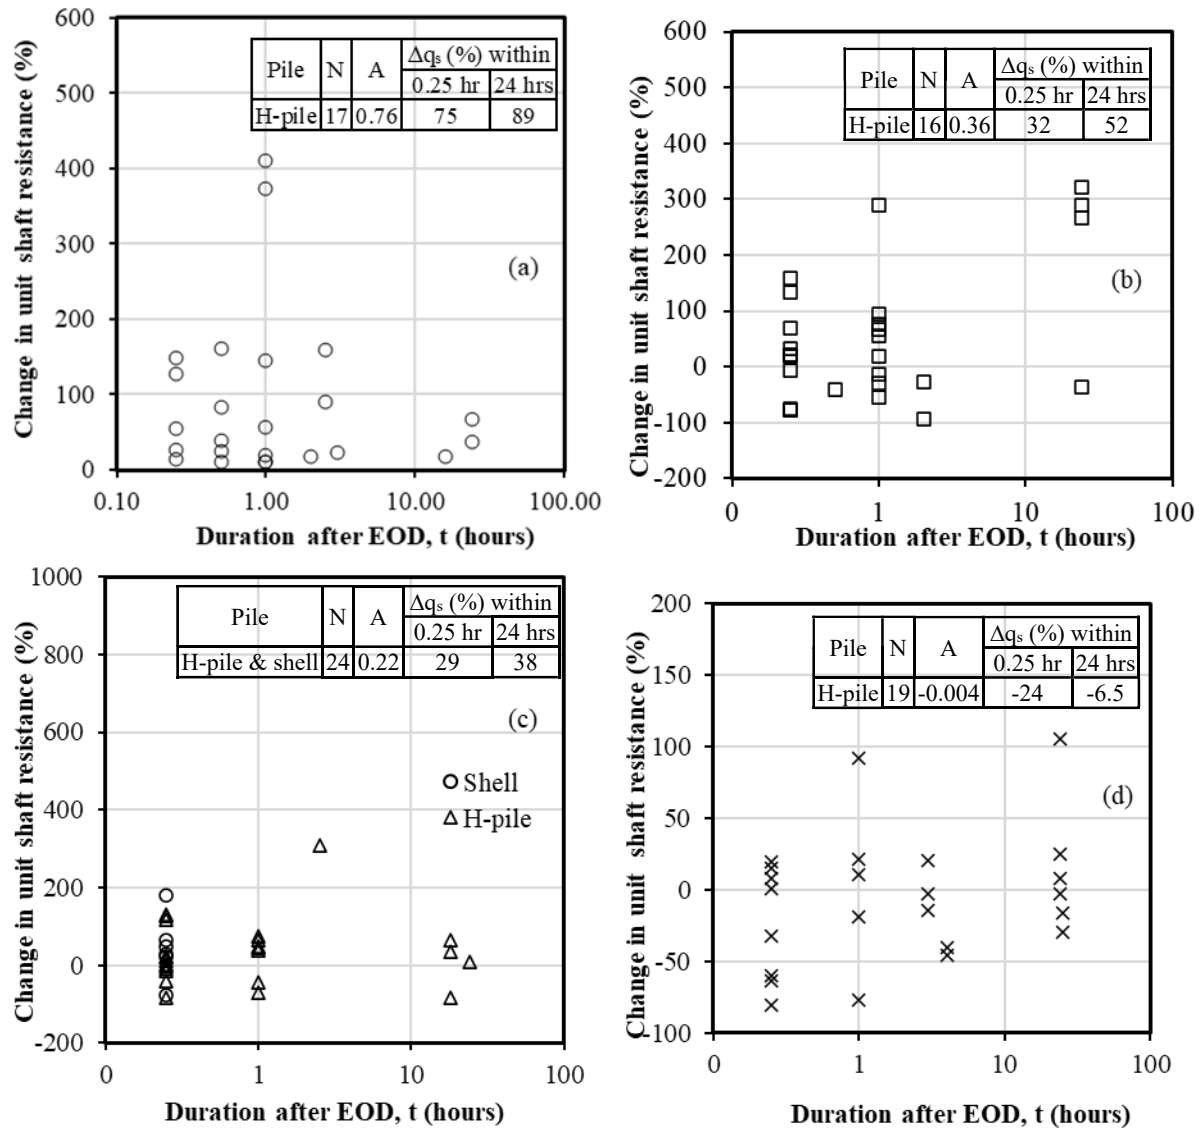 Change in unit shaft resistance (%)
600
500
400
300
200
100
0
0.10 1.00 10.00 100.00
Duration after EOD, t (hours)
Pile N A Δqs (%) within
0.25 hr 24 hrs
H-pile 17 0.76 75 89
(a)
Change in unit shaft resistance (%)
600
500
400
300
200
100
0
-100
-200
0 1 10 100
Duration after EOD, t (hours)
Pile N A Δqs (%) within
0.25 hr 24 hrs
H-pile 16 0.36 32 52
(b)
Change in unit shaft resistance (%)
1000
800
600
400
200
0
-200
0 1 10 100
Duration after EOD, t (hours)
Pile N A Δqs (%) within
0.25 hr 24 hrs
H-pile & shell 24 0.22 29 38
(c)
Shell
H-pile
Change in unit shaft resistance (%)
200
150
100
50
0
-50
-100
0 1 10 100
Duration after EOD, t (hours)
Pile N A Δqs (%) within
0.25 hr 24 hrs
H-pile 19 -0.004 -24 -6.5
(d)